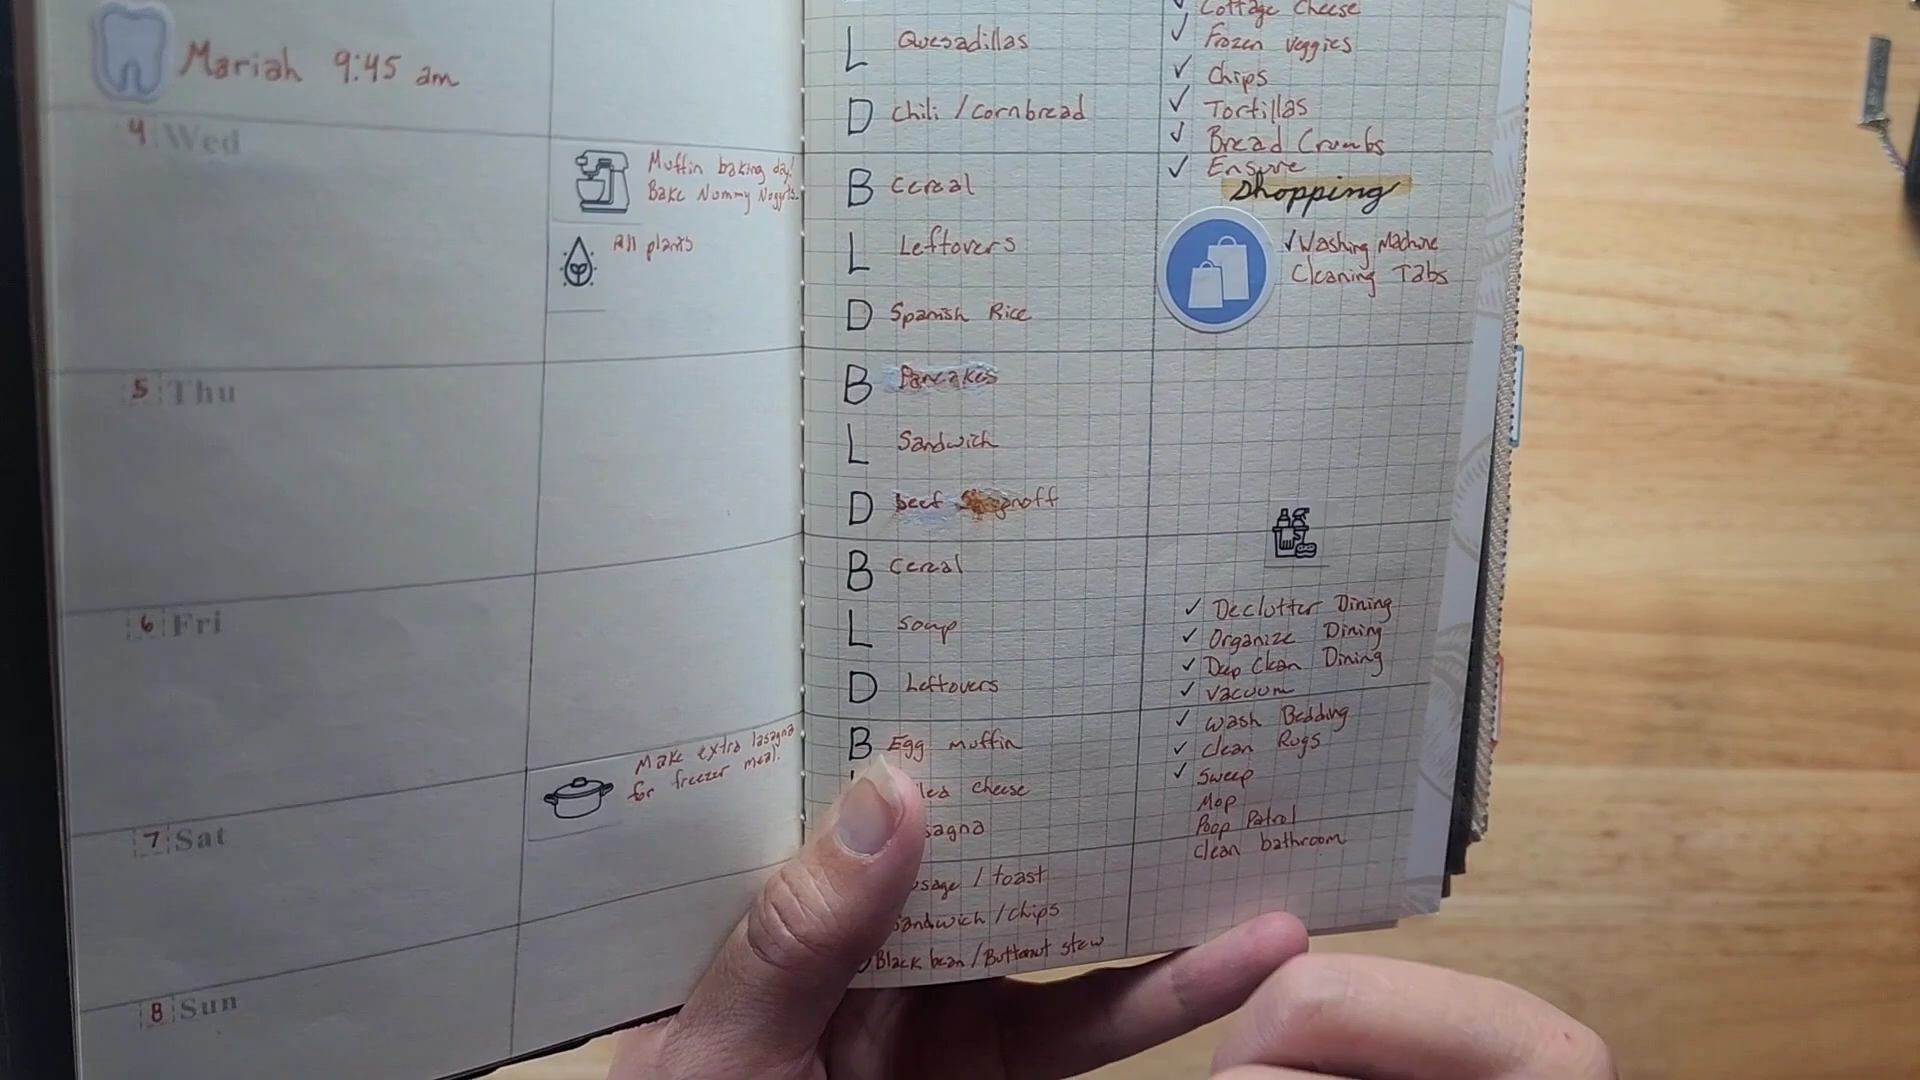 Mariah 9:45 am
4 Wed
Muffin baking day!
Bake Nummy Noggi's.
All plants
5 Thu
6 Fri
Make extra lasagna
for freezer meal!
7 Sat
8 Sun
L Quesadillas
D Chili / Cornbread
B Cereal
L Leftovers
D Spanish Rice
B Pancakes
L Sandwich
D beef
B Cereal
L Soup
D Leftovers
B Egg muffin
cheese
sagna
/ toast
Sandwich / chips
Black bean / Butternut stew
✓ Cottage Cheese
✓ Frozen Veggies
✓ Chips
✓ Tortillas
✓ Bread Crumbs
✓ Ensure
Shopping
✓ Washing Machine
Cleaning Tabs
✓ Declutter Dining
✓ Organize Dining
✓ Deep Clean Dining
✓ Vacuum
✓ Wash Bedding
✓ Clean Rugs
✓ Sweep
Mop
Poop Patrol
Clean bathroom